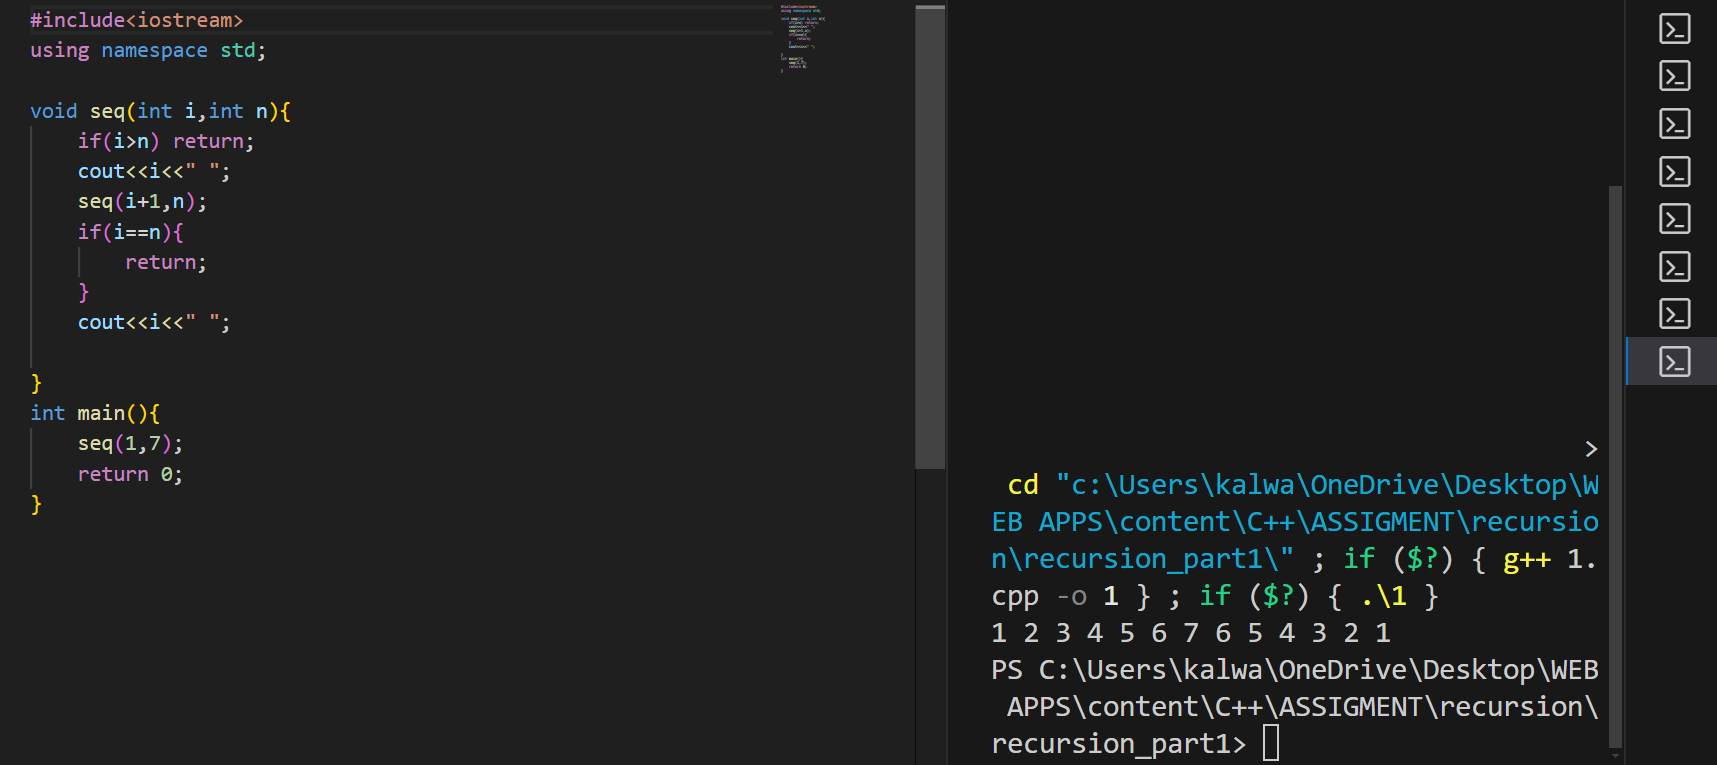 #include<iostream>
using namespace std;
void seq(int i,int n){
    if(i>n) return;
    cout<<i<<" ";
    seq(i+1,n);
    if(i==n){
        return;
    }
    cout<<i<<" ";
}
int main(){
    seq(1,7);
    return 0;
}
>
 cd "c:\Users\kalwa\OneDrive\Desktop\W
EB APPS\content\C++\ASSIGMENT\recursio
n\recursion_part1\" ; if ($?) { g++ 1.
cpp -o 1 } ; if ($?) { .\1 }
1 2 3 4 5 6 7 6 5 4 3 2 1
PS C:\Users\kalwa\OneDrive\Desktop\WEB
 APPS\content\C++\ASSIGMENT\recursion\
recursion_part1>